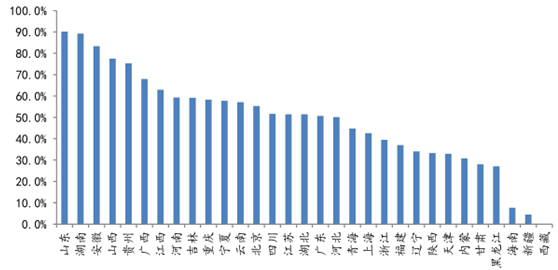 100.0%
90.0%
80.0%
70.0%
60.0%
50.0%
40.0%
30.0%
20.0%
10.0%
0.0%
山东
湖南
安徽
山西
贵州
广西
江西
河南
吉林
重庆
宁夏
云南
北京
四川
江苏
湖北
广东
河北
青海
上海
浙江
福建
辽宁
陕西
天津
内蒙
甘肃
黑龙江
海南
新疆
西藏